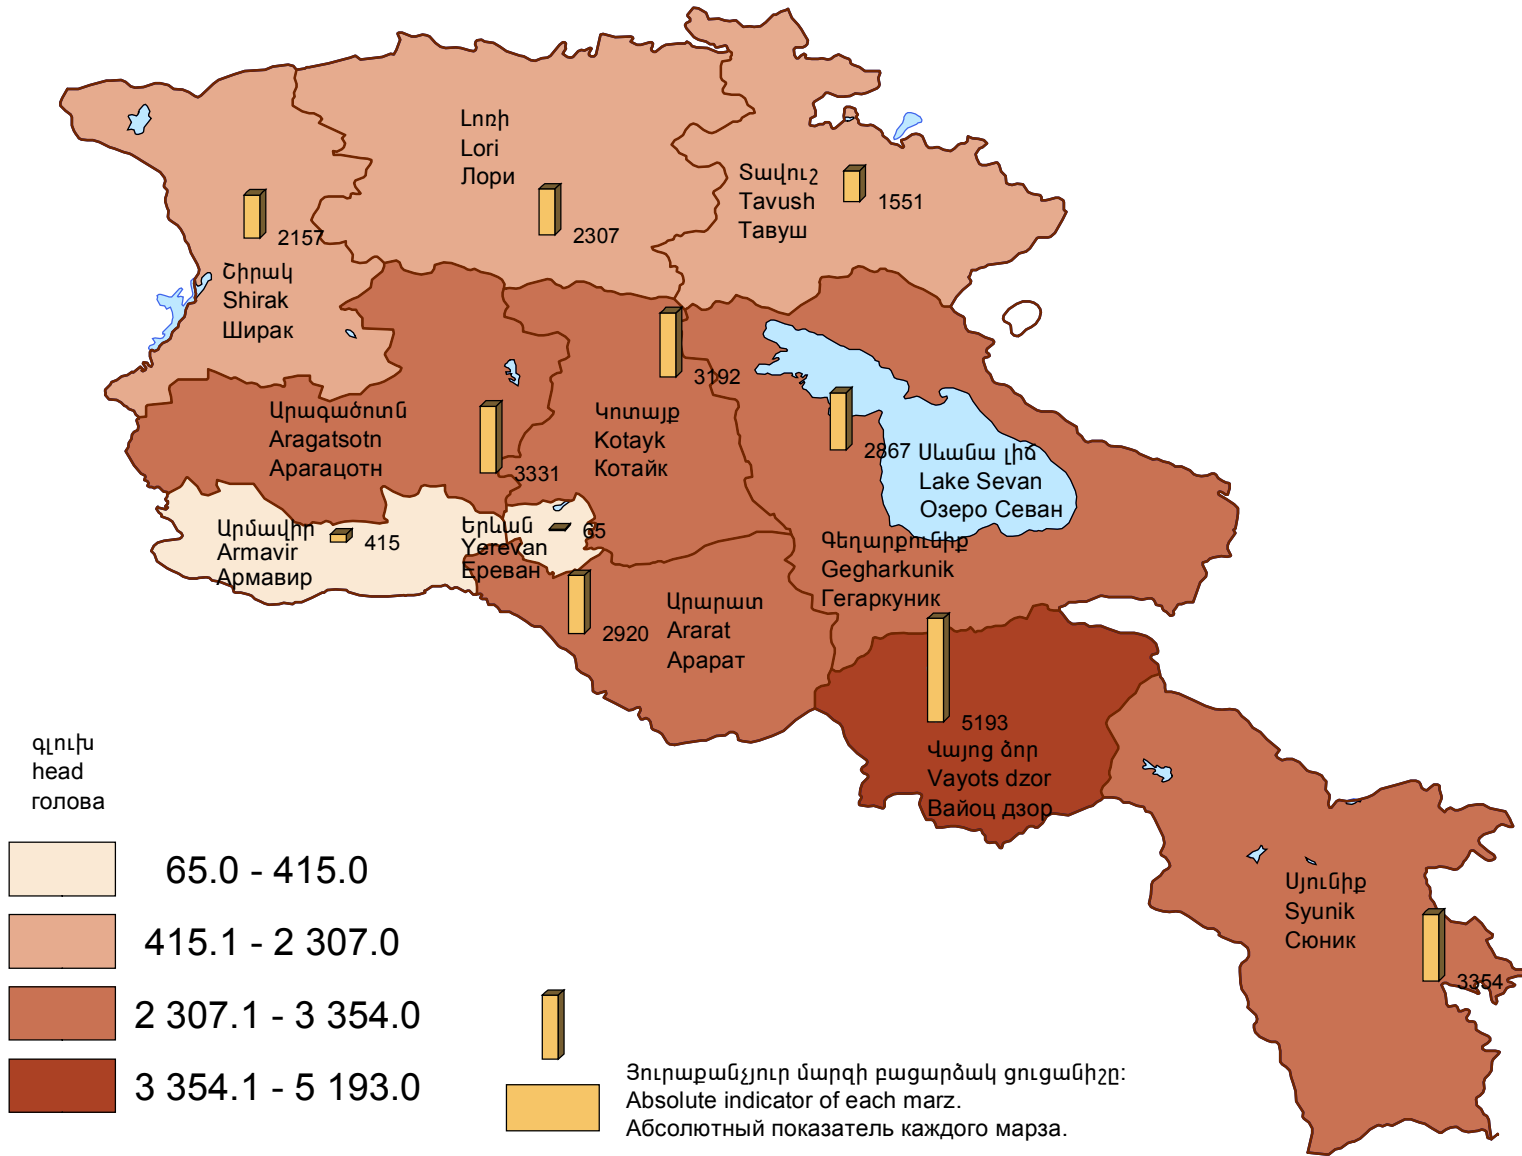 Լոռի
Lori
Лори
2307
Տավուշ
Tavush
Тавуш
1551
2157
Շիրակ
Shirak
Ширак
3192
Արագածոտն
Aragatsotn
Арагацотн
3331
Կոտայք
Kotayk
Котайк
2867
Սևանա լիճ
Lake Sevan
Озеро Севан
Արմավիր
Armavir
Армавир
415
Երևան
Yerevan
Ереван
65
Գեղարքունիք
Gegharkunik
Гегаркуник
2920
Արարատ
Ararat
Арарат
5193
Վայոց ձոր
Vayots dzor
Вайоц дзор
Սյունիք
Syunik
Сюник
3354
գլուխ
head
голова
65.0 - 415.0
415.1 - 2 307.0
2 307.1 - 3 354.0
3 354.1 - 5 193.0
Յուրաքանչյուր մարզի բացարձակ ցուցանիշը:
Absolute indicator of each marz.
Абсолютный показатель каждого марза.